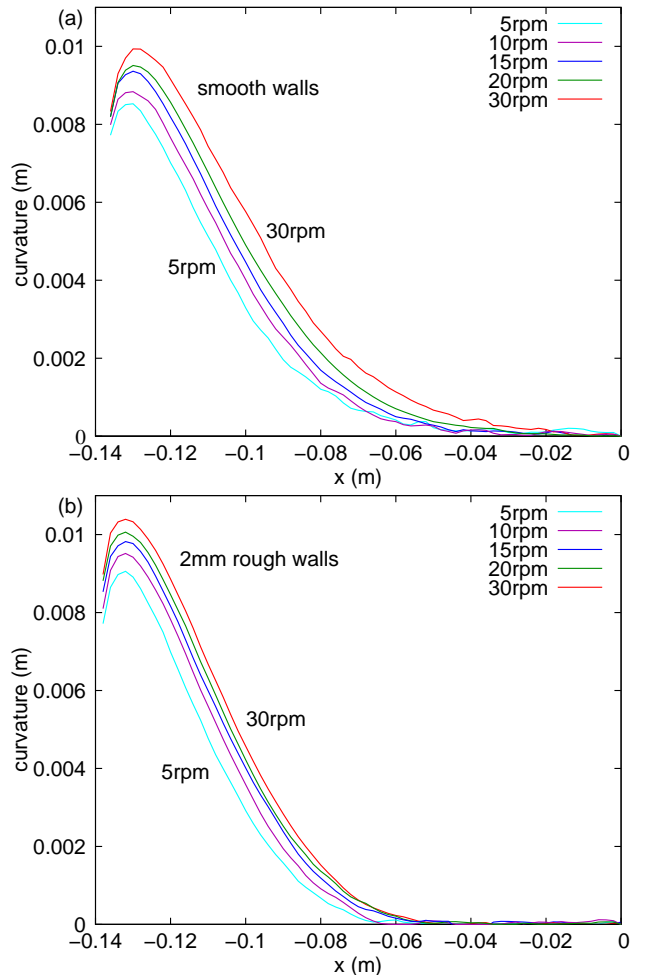 (a)
smooth walls
5rpm
10rpm
15rpm
20rpm
30rpm
30rpm
5rpm
curvature (m)
0.01
0.008
0.006
0.004
0.002
0
−0.14 −0.12 −0.1 −0.08 −0.06 −0.04 −0.02 0
x (m)
(b)
2mm rough walls
5rpm
10rpm
15rpm
20rpm
30rpm
30rpm
5rpm
curvature (m)
0.01
0.008
0.006
0.004
0.002
0
−0.14 −0.12 −0.1 −0.08 −0.06 −0.04 −0.02 0
x (m)